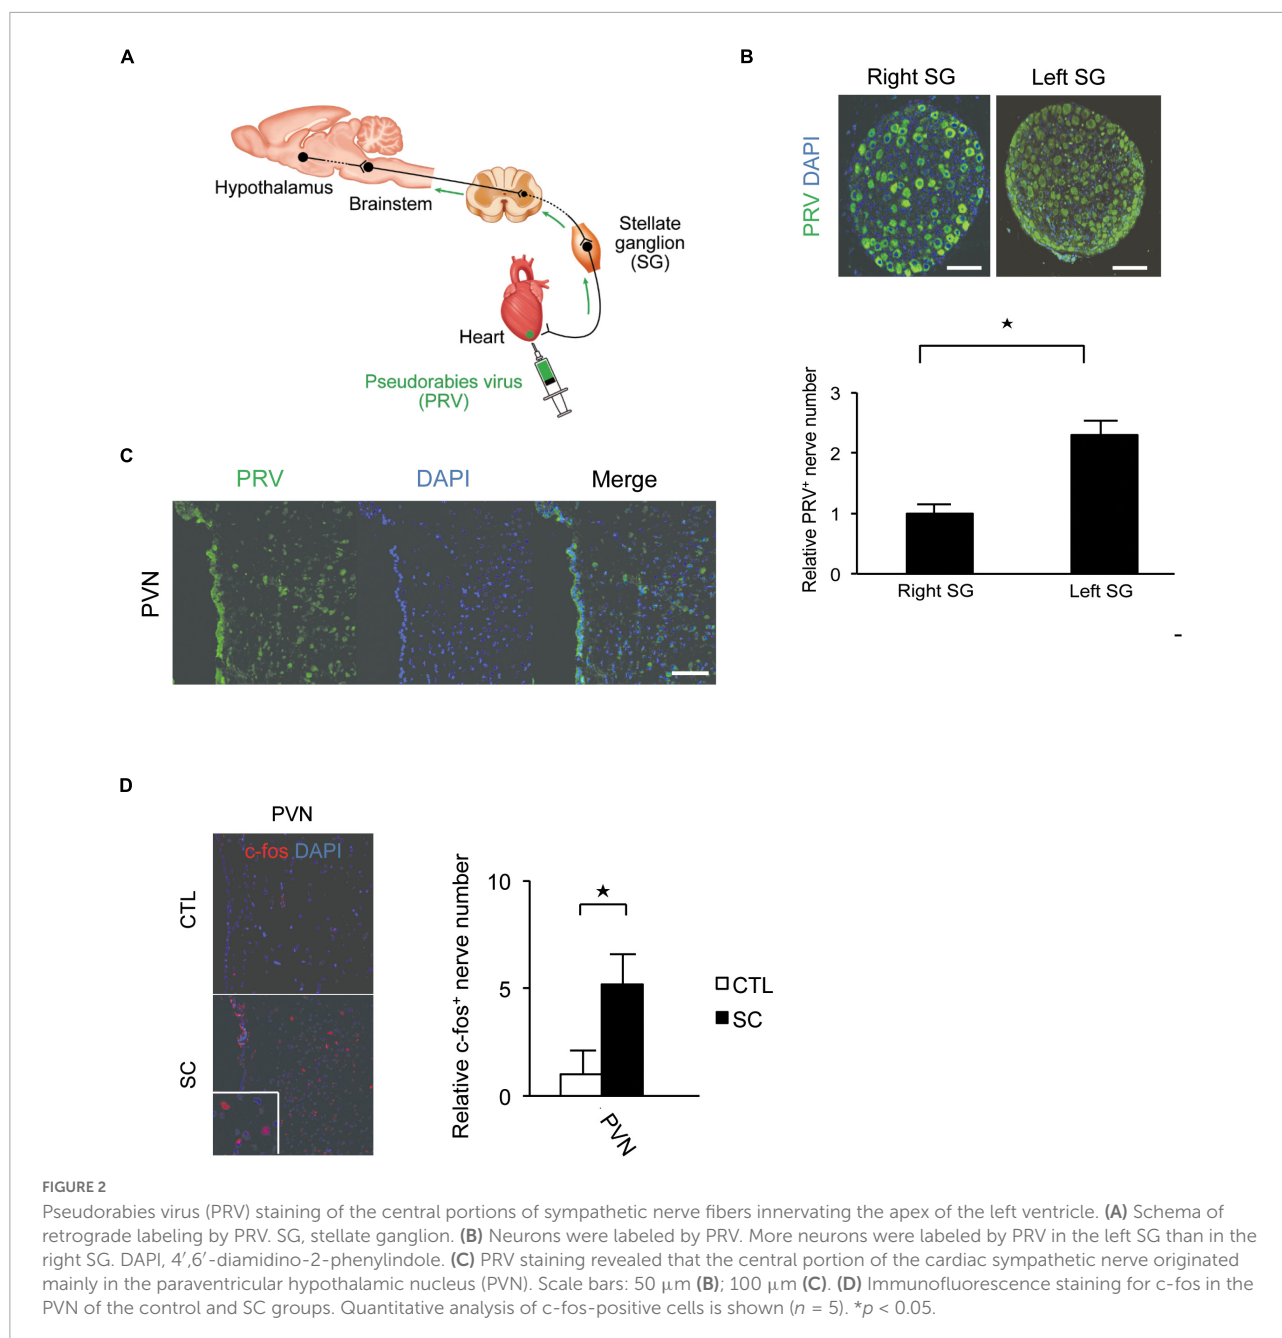 A
Hypothalamus
Brainstem
Stellate
ganglion
(SG)
Heart
Pseudorabies virus
(PRV)
B
Right SG
Left SG
PRV DAPI
★
Relative PRV⁺ nerve number
3
2
1
0
Right SG
Left SG
C
PRV
DAPI
Merge
PVN
D
PVN
c-fos DAPI
CTL
SC
Relative c-fos⁺ nerve number
10
5
0
★
PVN
CTL
SC
FIGURE 2
Pseudorabies virus (PRV) staining of the central portions of sympathetic nerve fibers innervating the apex of the left ventricle. (A) Schema of
retrograde labeling by PRV. SG, stellate ganglion. (B) Neurons were labeled by PRV. More neurons were labeled by PRV in the left SG than in the
right SG. DAPI, 4′,6′-diamidino-2-phenylindole. (C) PRV staining revealed that the central portion of the cardiac sympathetic nerve originated
mainly in the paraventricular hypothalamic nucleus (PVN). Scale bars: 50 μm (B); 100 μm (C). (D) Immunofluorescence staining for c-fos in the
PVN of the control and SC groups. Quantitative analysis of c-fos-positive cells is shown (n = 5). *p < 0.05.